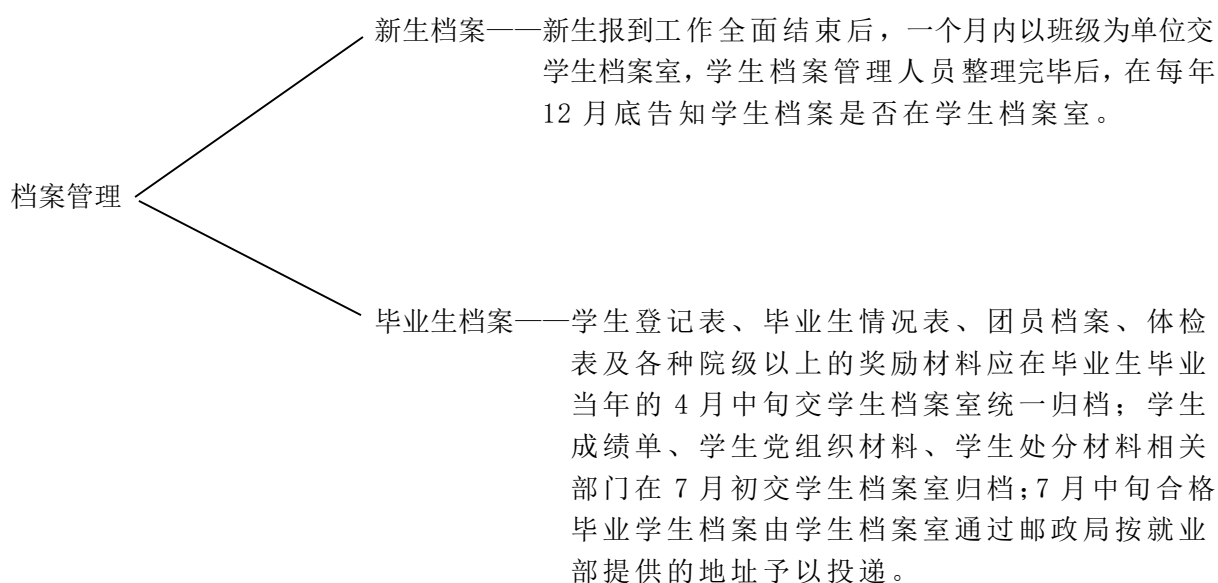 新生档案——新生报到工作全面结束后，一个月内以班级为单位交
学生档案室，学生档案管理人员整理完毕后，在每年
12 月底告知学生档案是否在学生档案室。
档案管理
毕业生档案——学生登记表、毕业生情况表、团员档案、体检
表及各种院级以上的奖励材料应在毕业生毕业
当年的 4 月中旬交学生档案室统一归档；学生
成绩单、学生党组织材料、学生处分材料相关
部门在 7 月初交学生档案室归档；7 月中旬合格
毕业学生档案由学生档案室通过邮政局按就业
部提供的地址予以投递。